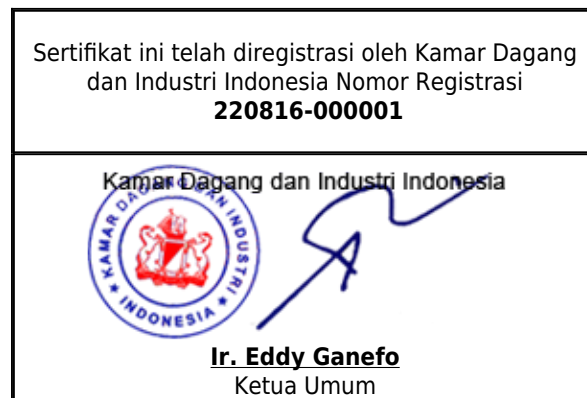 Sertifikat ini telah diregistrasi oleh Kamar Dagang
dan Industri Indonesia Nomor Registrasi
220816-000001
Kamar Dagang dan Industri Indonesia
KAMAR DAGANG DAN INDUSTRI
INDONESIA
Ir. Eddy Ganefo
Ketua Umum